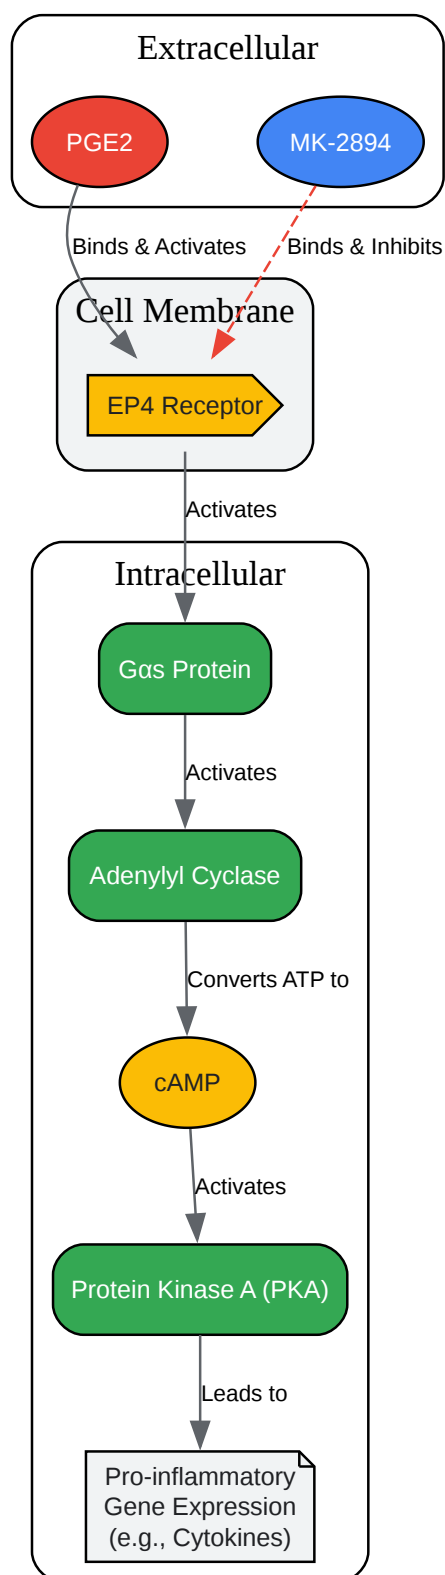 Extracellular
PGE2
MK-2894
Binds & Activates
Binds & Inhibits
Cell Membrane
EP4 Receptor
Activates
Intracellular
Gαs Protein
Activates
Adenylyl Cyclase
Converts ATP to
cAMP
Activates
Protein Kinase A (PKA)
Leads to
Pro-inflammatory
Gene Expression
(e.g., Cytokines)